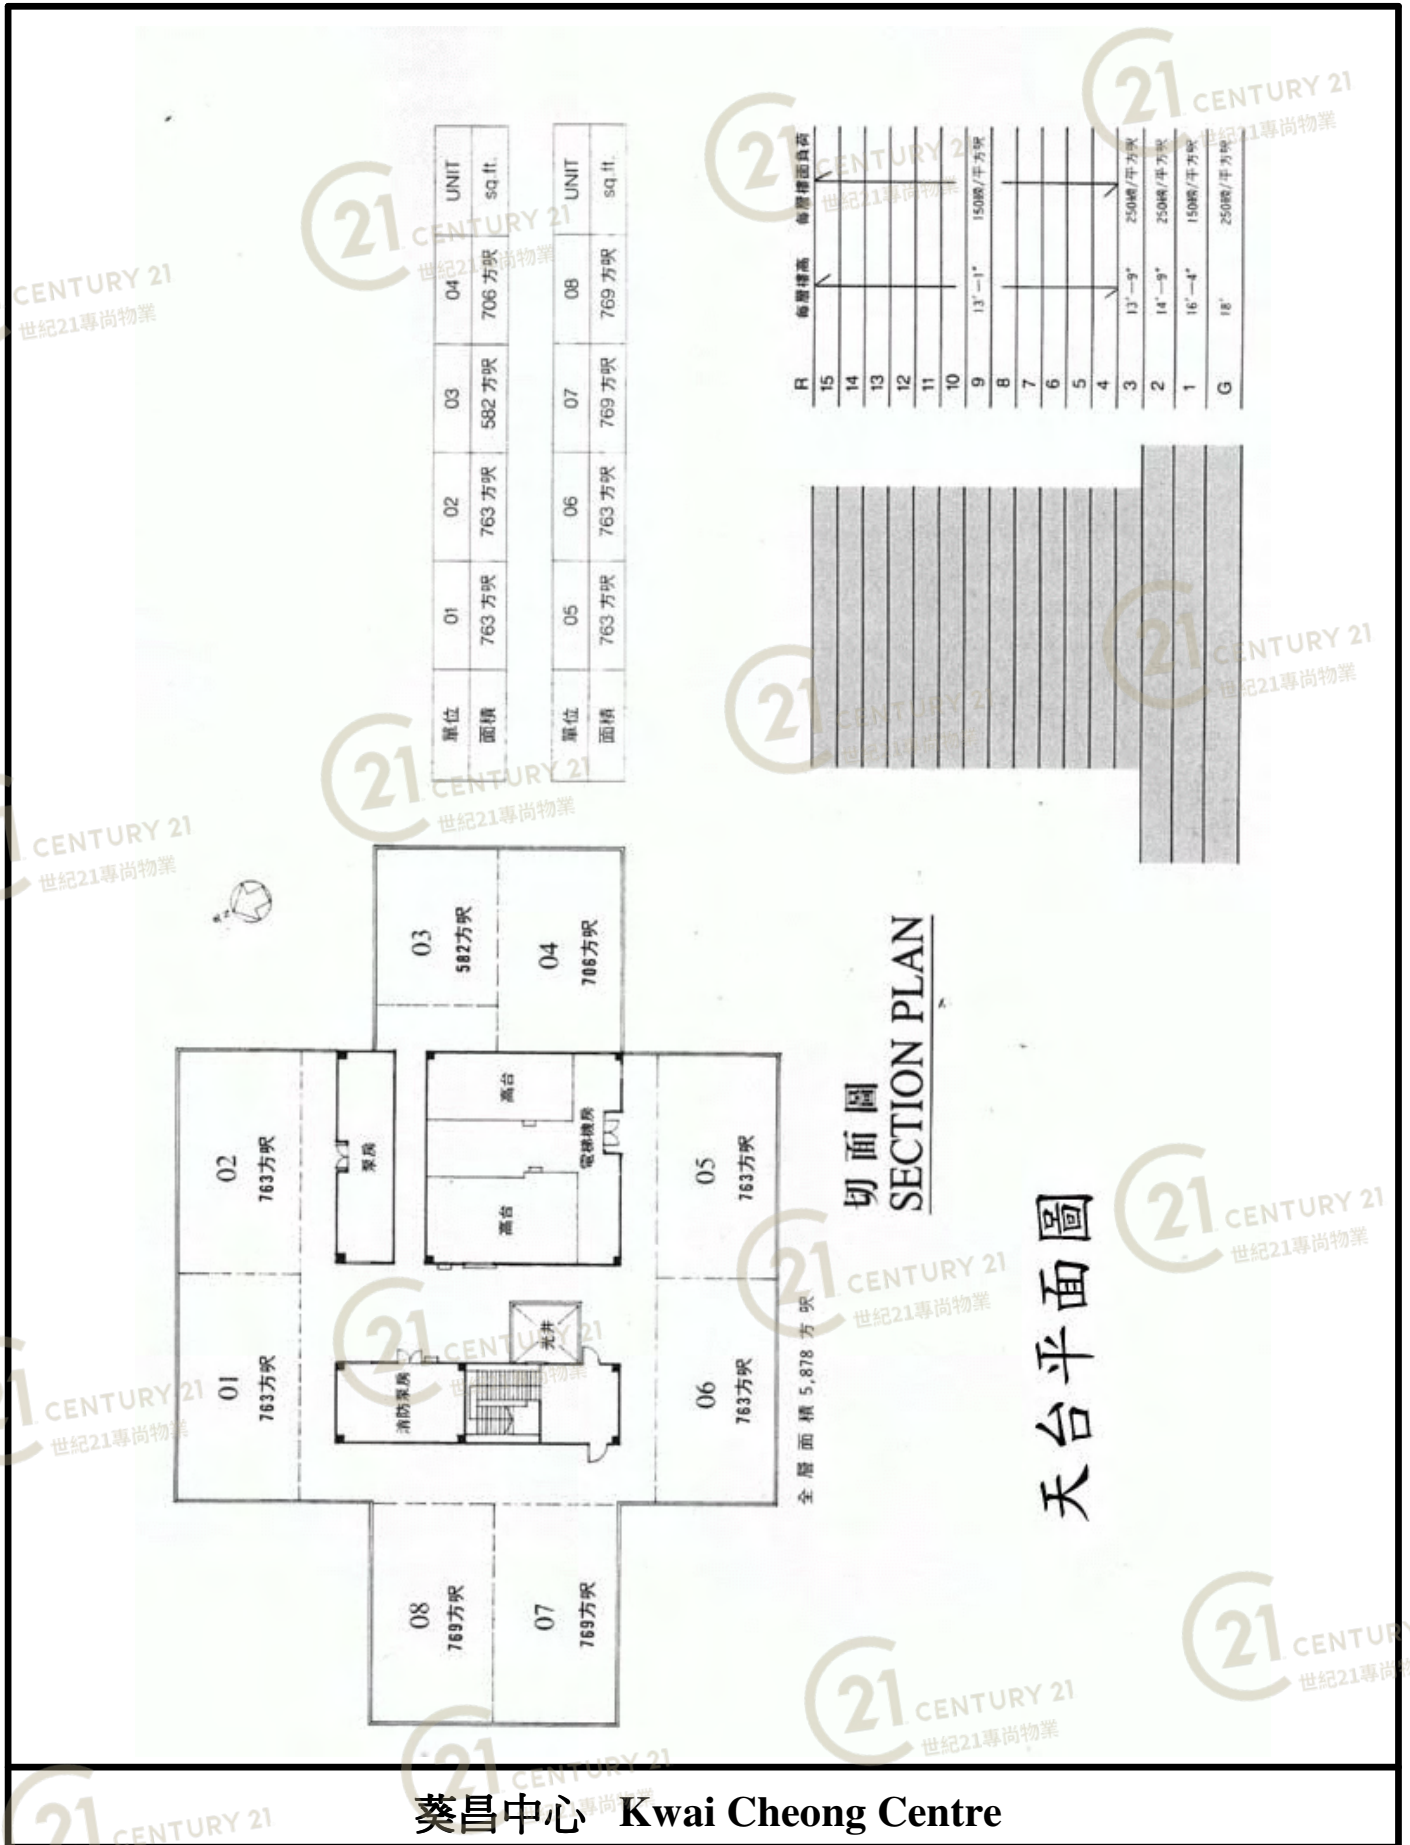 單位 01 02 03 04 UNIT
面積 763 方呎 763 方呎 582 方呎 706 方呎 sq.ft.
單位 05 06 07 08 UNIT
面積 763 方呎 763 方呎 769 方呎 769 方呎 sq.ft.
每層樓高 每層樓面負荷
R
15
14
13
12
11
10
9 13'—1" 150磅/平方呎
8
7
6
5
4
3 13'—9" 250磅/平方呎
2 14'—9" 250磅/平方呎
1 16'—4" 150磅/平方呎
G 18' 250磅/平方呎
01
763方呎
02
763方呎
03
582方呎
04
706方呎
05
763方呎
06
763方呎
07
769方呎
08
769方呎
泵房
高台
高台
電梯機房
光井
消防泵房
全層面積 5,878 方呎
切面圖
SECTION PLAN
天台平面圖
葵昌中心 Kwai Cheong Centre
21 CENTURY 21
世紀21專尚物業